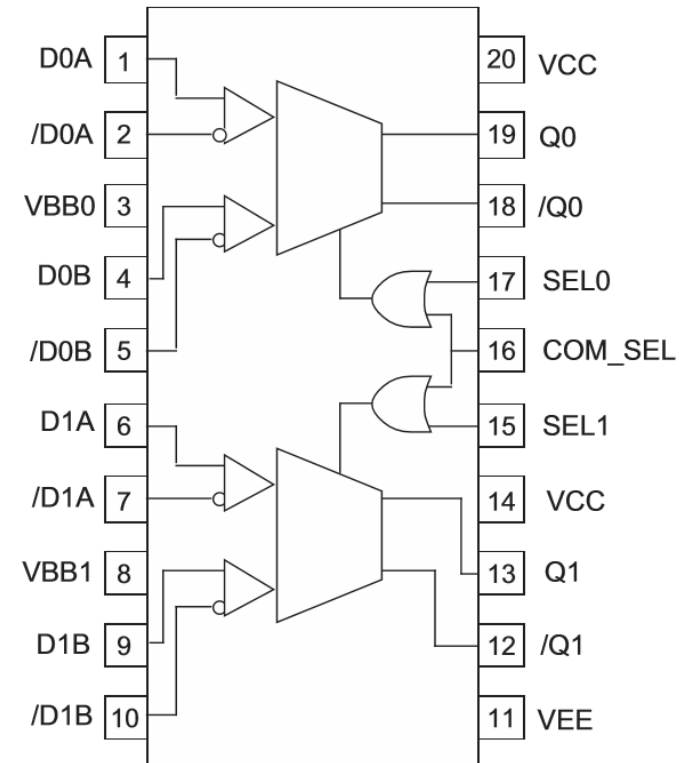 D0A 1 20 VCC
/D0A 2 19 Q0
VBB0 3 18 /Q0
D0B 4 17 SEL0
/D0B 5 16 COM_SEL
D1A 6 15 SEL1
/D1A 7 14 VCC
VBB1 8 13 Q1
D1B 9 12 /Q1
/D1B 10 11 VEE